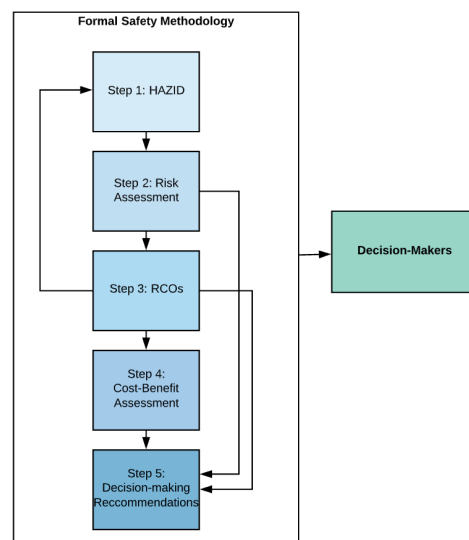 Formal Safety Methodology
Step 1: HAZID
Step 2: Risk
Assessment
Decision-Makers
Step 3: RCOs
Step 4:
Cost-Benefit
Assessment
Step 5:
Decision-making
Reccommendations